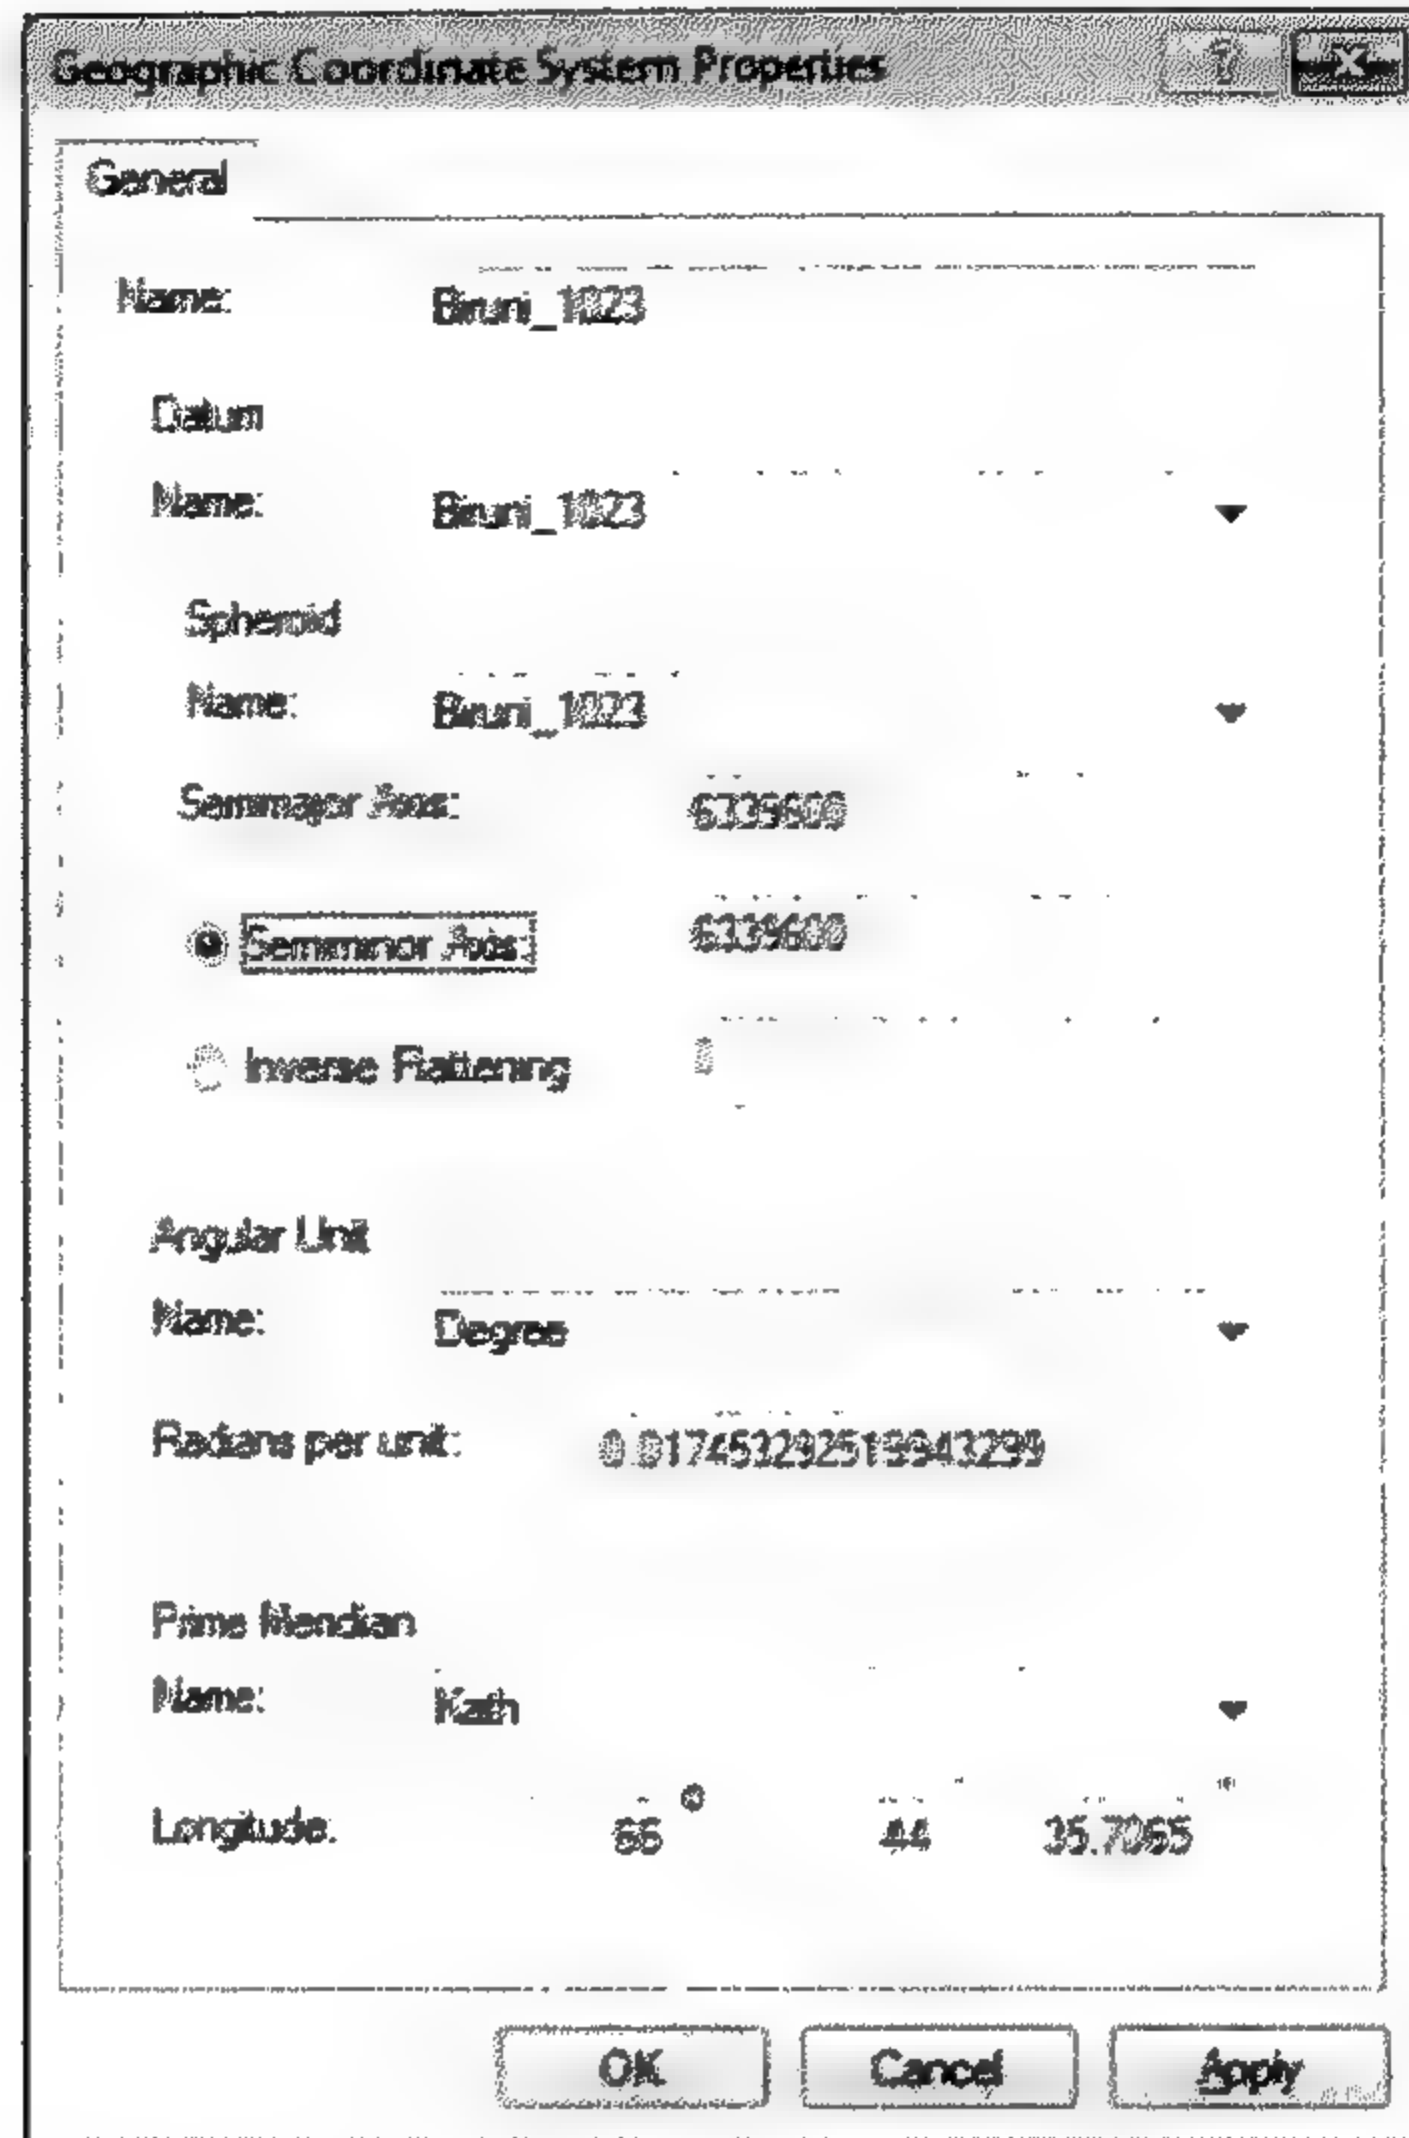 Geographic Coordinate System Properties
General
Name: Biruni_1023
Datum
Name: Biruni_1023
Spheroid
Name: Biruni_1023
Semimajor Axis: 6339600
Semiminor Axis: 6339600
Inverse Flattening 0
Angular Unit
Name: Degree
Radians per unit: 0.017453292519943299
Prime Meridian
Name: Kath
Longitude: 66 ° 44 ' 35.7065 "
OK Cancel Apply